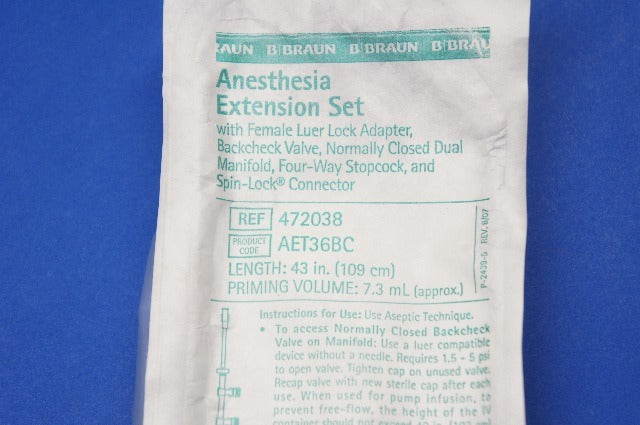 BRAUN B|BRAUN B|BRAUN B|BRAUN
Anesthesia
Extension Set
with Female Luer Lock Adapter,
Backcheck Valve, Normally Closed Dual
Manifold, Four-Way Stopcock, and
Spin-Lock® Connector
REF 472038
PRODUCT CODE AET36BC
LENGTH: 43 in. (109 cm)
PRIMING VOLUME: 7.3 mL (approx.)
P-2439-5 REV. 8/07
Instructions for Use: Use Aseptic Technique.
• To access Normally Closed Backcheck
Valve on Manifold: Use a luer compatible
device without a needle. Requires 1.5 - 5 psi
to open valve. Tighten cap on unused valve.
Recap valve with new sterile cap after each
use. When used for pump infusion, to
prevent free-flow, the height of the IV
container should not exceed